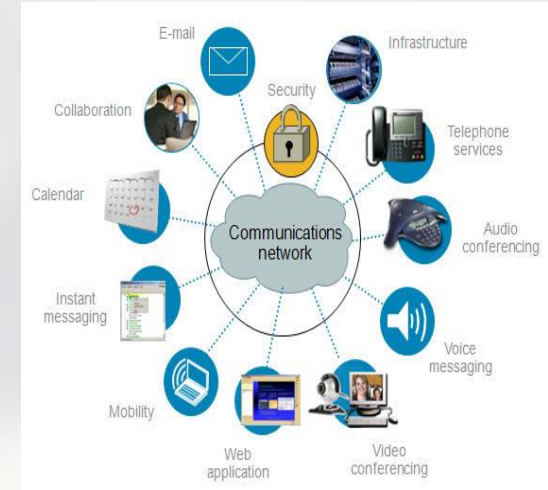 E-mail
Infrastructure
Security
Collaboration
Telephone
services
Calendar
Communications
network
Audio
conferencing
Instant
messaging
Voice
messaging
Mobility
Web
application
Video
conferencing